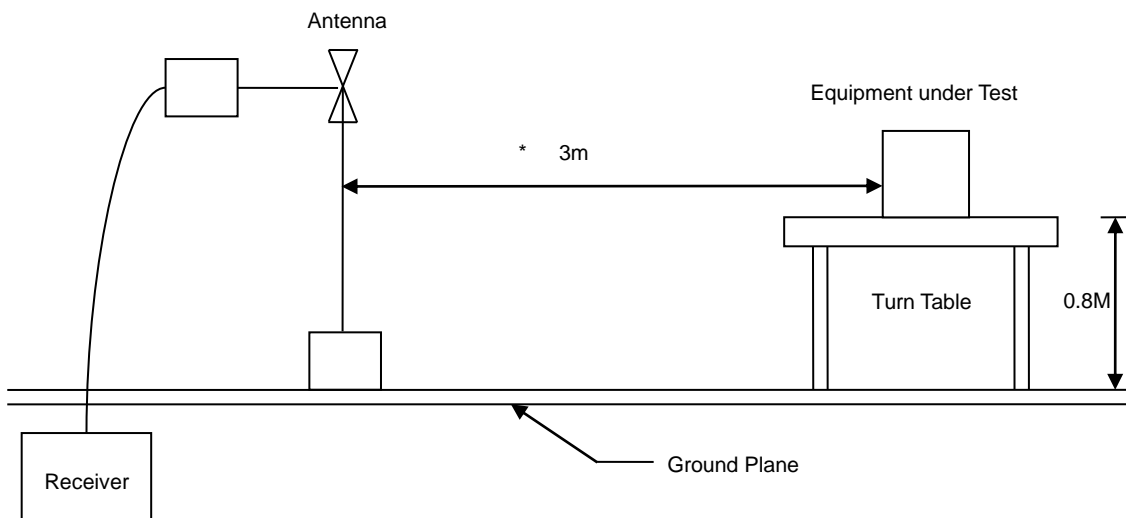 Antenna
Equipment under Test
* 3m
Turn Table
0.8M
Ground Plane
Receiver